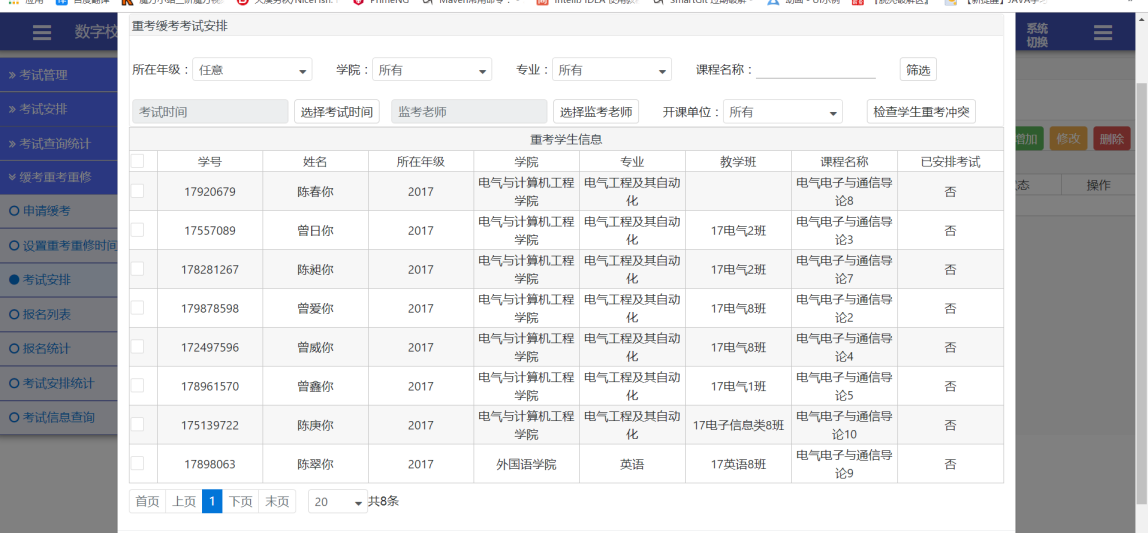 应用
百度翻译
PrimeNG
数字校
重考缓考考试安排
系统
切换
» 考试管理
» 考试安排
» 考试查询统计
缓考重考重修
申请缓考
设置重考重修时间
考试安排
报名列表
报名统计
考试安排统计
考试信息查询
所在年级： 任意 学院： 所有 专业： 所有 课程名称： 筛选
考试时间 选择考试时间 监考老师 选择监考老师 开课单位： 所有 检查学生重考冲突
增加 修改 删除
态 操作
重考学生信息
学号 姓名 所在年级 学院 专业 教学班 课程名称 已安排考试
17920679 陈春你 2017 电气与计算机工程学院 电气工程及其自动化 电气电子与通信导论8 否
17557089 曾日你 2017 电气与计算机工程学院 电气工程及其自动化 17电气2班 电气电子与通信导论3 否
178281267 陈昶你 2017 电气与计算机工程学院 电气工程及其自动化 17电气2班 电气电子与通信导论7 否
179878598 曾爱你 2017 电气与计算机工程学院 电气工程及其自动化 17电气8班 电气电子与通信导论2 否
172497596 曾威你 2017 电气与计算机工程学院 电气工程及其自动化 17电气8班 电气电子与通信导论4 否
178961570 曾鑫你 2017 电气与计算机工程学院 电气工程及其自动化 17电气1班 电气电子与通信导论5 否
175139722 陈庚你 2017 电气与计算机工程学院 电气工程及其自动化 17电子信息类8班 电气电子与通信导论10 否
17898063 陈翠你 2017 外国语学院 英语 17英语8班 电气电子与通信导论9 否
首页 上页 1 下页 末页 20 共8条